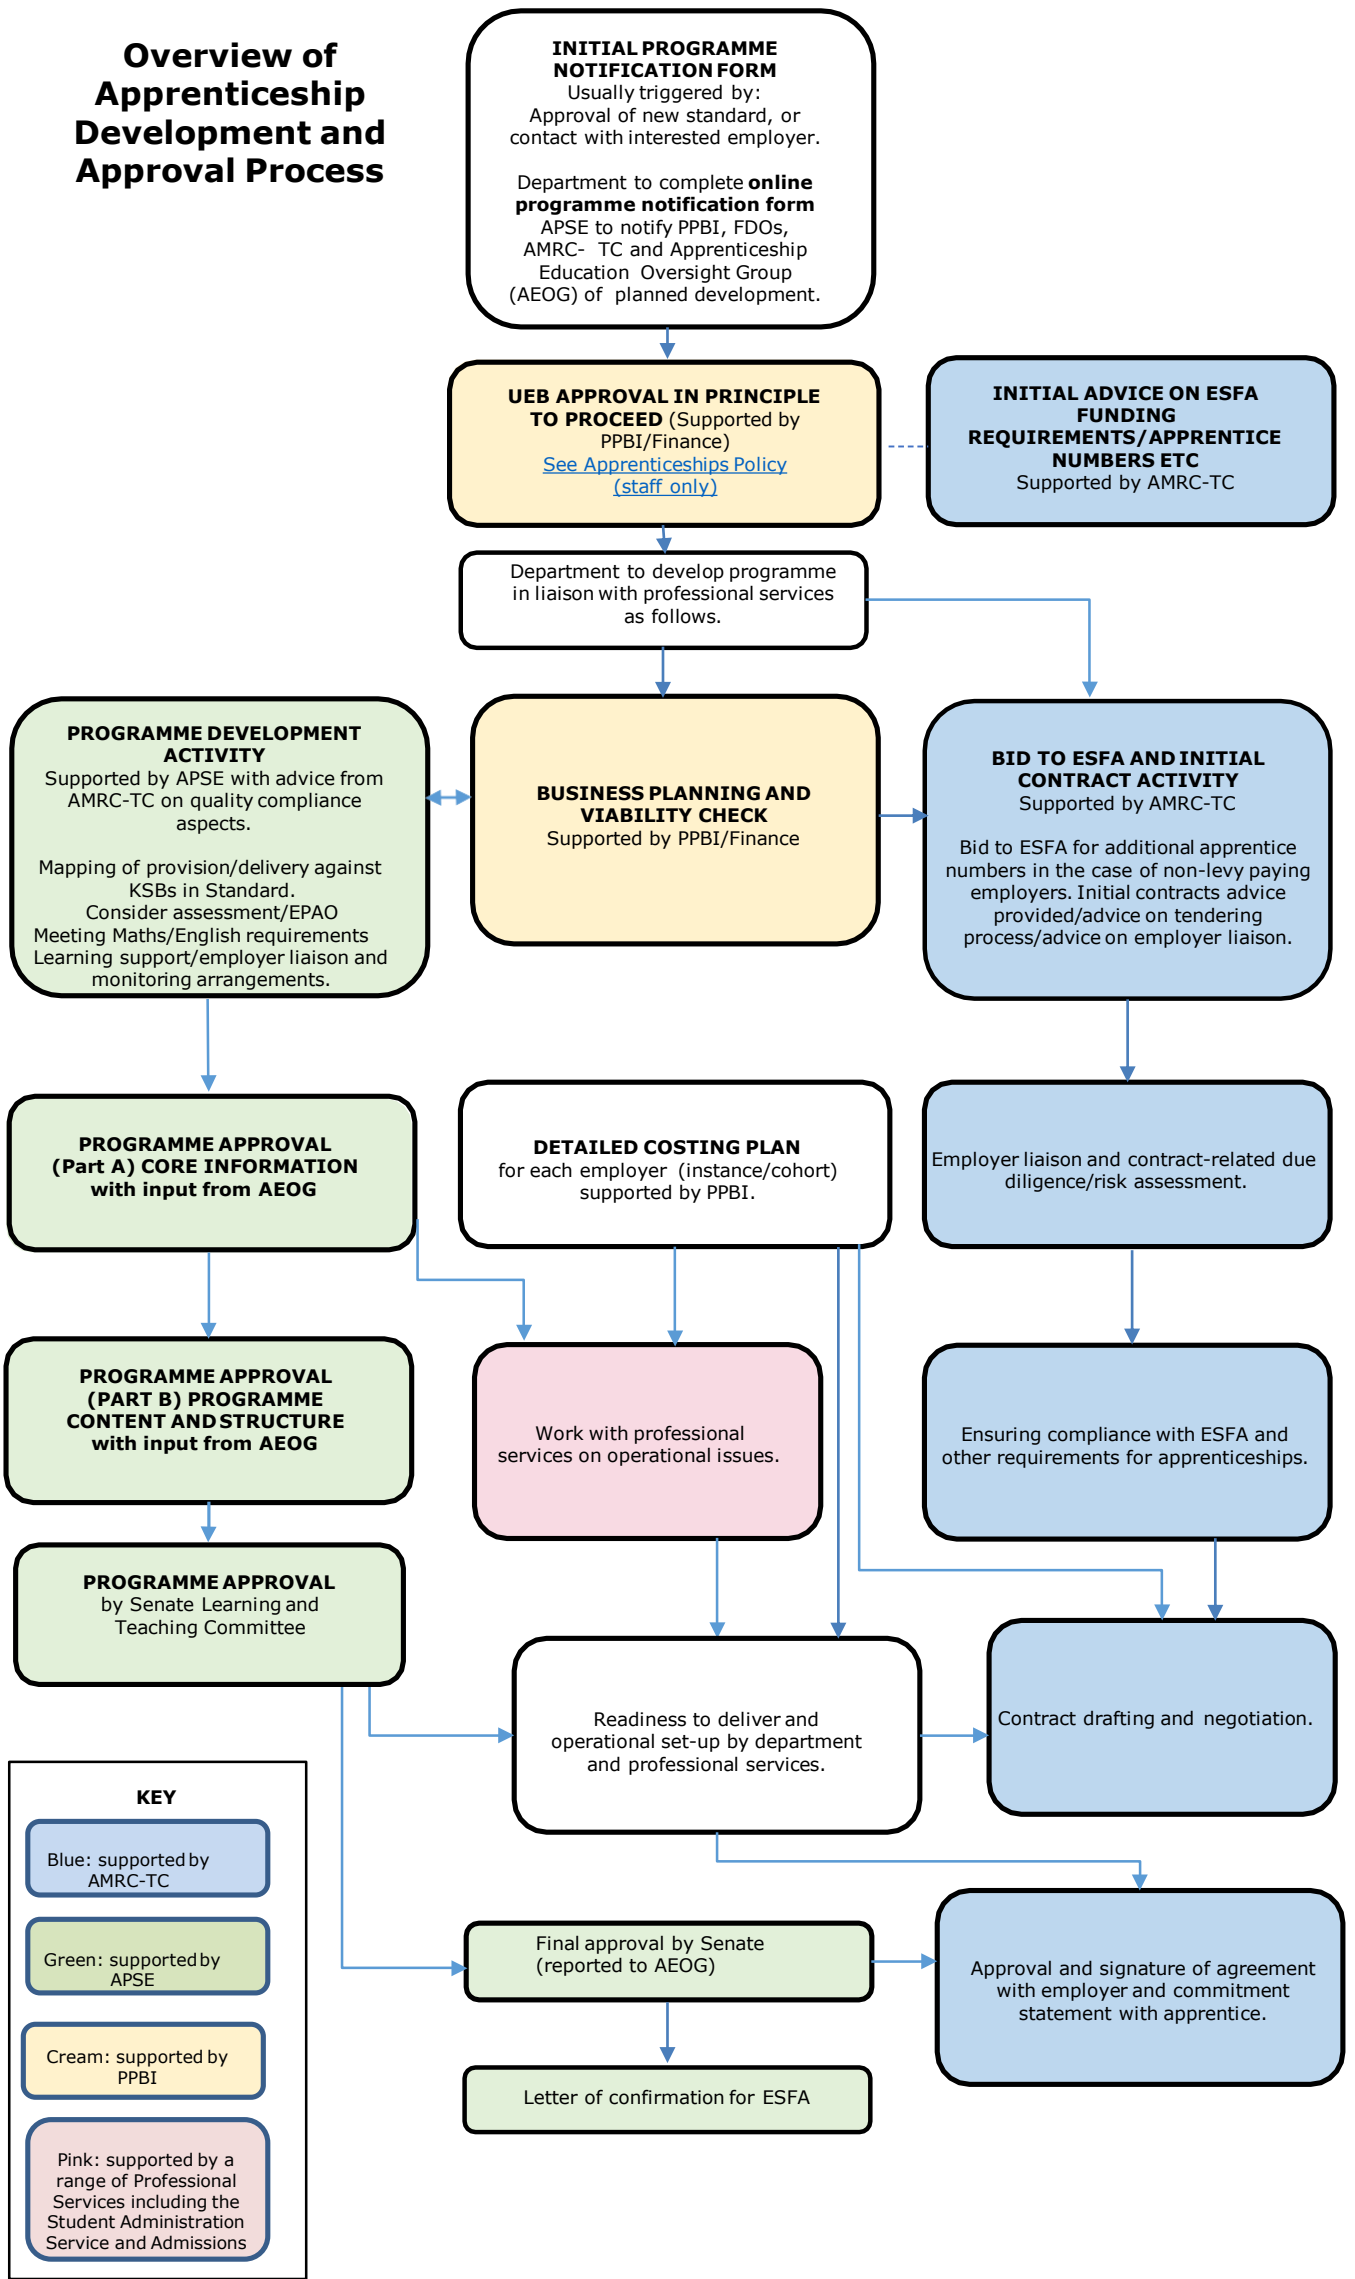 Overview of
Apprenticeship
Development and
Approval Process
INITIAL PROGRAMME
NOTIFICATION FORM
Usually triggered by:
Approval of new standard, or
contact with interested employer.
Department to complete online
programme notification form
APSE to notify PPBI, FDOs,
AMRC- TC and Apprenticeship
Education Oversight Group
(AEOG) of planned development.
UEB APPROVAL IN PRINCIPLE
TO PROCEED (Supported by
PPBI/Finance)
See Apprenticeships Policy
(staff only)
INITIAL ADVICE ON ESFA
FUNDING
REQUIREMENTS/APPRENTICE
NUMBERS ETC
Supported by AMRC-TC
Department to develop programme
in liaison with professional services
as follows.
PROGRAMME DEVELOPMENT
ACTIVITY
Supported by APSE with advice from
AMRC-TC on quality compliance
aspects.
Mapping of provision/delivery against
KSBs in Standard.
Consider assessment/EPAO
Meeting Maths/English requirements
Learning support/employer liaison and
monitoring arrangements.
BUSINESS PLANNING AND
VIABILITY CHECK
Supported by PPBI/Finance
BID TO ESFA AND INITIAL
CONTRACT ACTIVITY
Supported by AMRC-TC
Bid to ESFA for additional apprentice
numbers in the case of non-levy paying
employers. Initial contracts advice
provided/advice on tendering
process/advice on employer liaison.
PROGRAMME APPROVAL
(Part A) CORE INFORMATION
with input from AEOG
DETAILED COSTING PLAN
for each employer (instance/cohort)
supported by PPBI.
Employer liaison and contract-related due
diligence/risk assessment.
PROGRAMME APPROVAL
(PART B) PROGRAMME
CONTENT AND STRUCTURE
with input from AEOG
Work with professional
services on operational issues.
Ensuring compliance with ESFA and
other requirements for apprenticeships.
PROGRAMME APPROVAL
by Senate Learning and
Teaching Committee
Readiness to deliver and
operational set-up by department
and professional services.
Contract drafting and negotiation.
KEY
Blue: supported by
AMRC-TC
Green: supported by
APSE
Cream: supported by
PPBI
Pink: supported by a
range of Professional
Services including the
Student Administration
Service and Admissions
Final approval by Senate
(reported to AEOG)
Approval and signature of agreement
with employer and commitment
statement with apprentice.
Letter of confirmation for ESFA